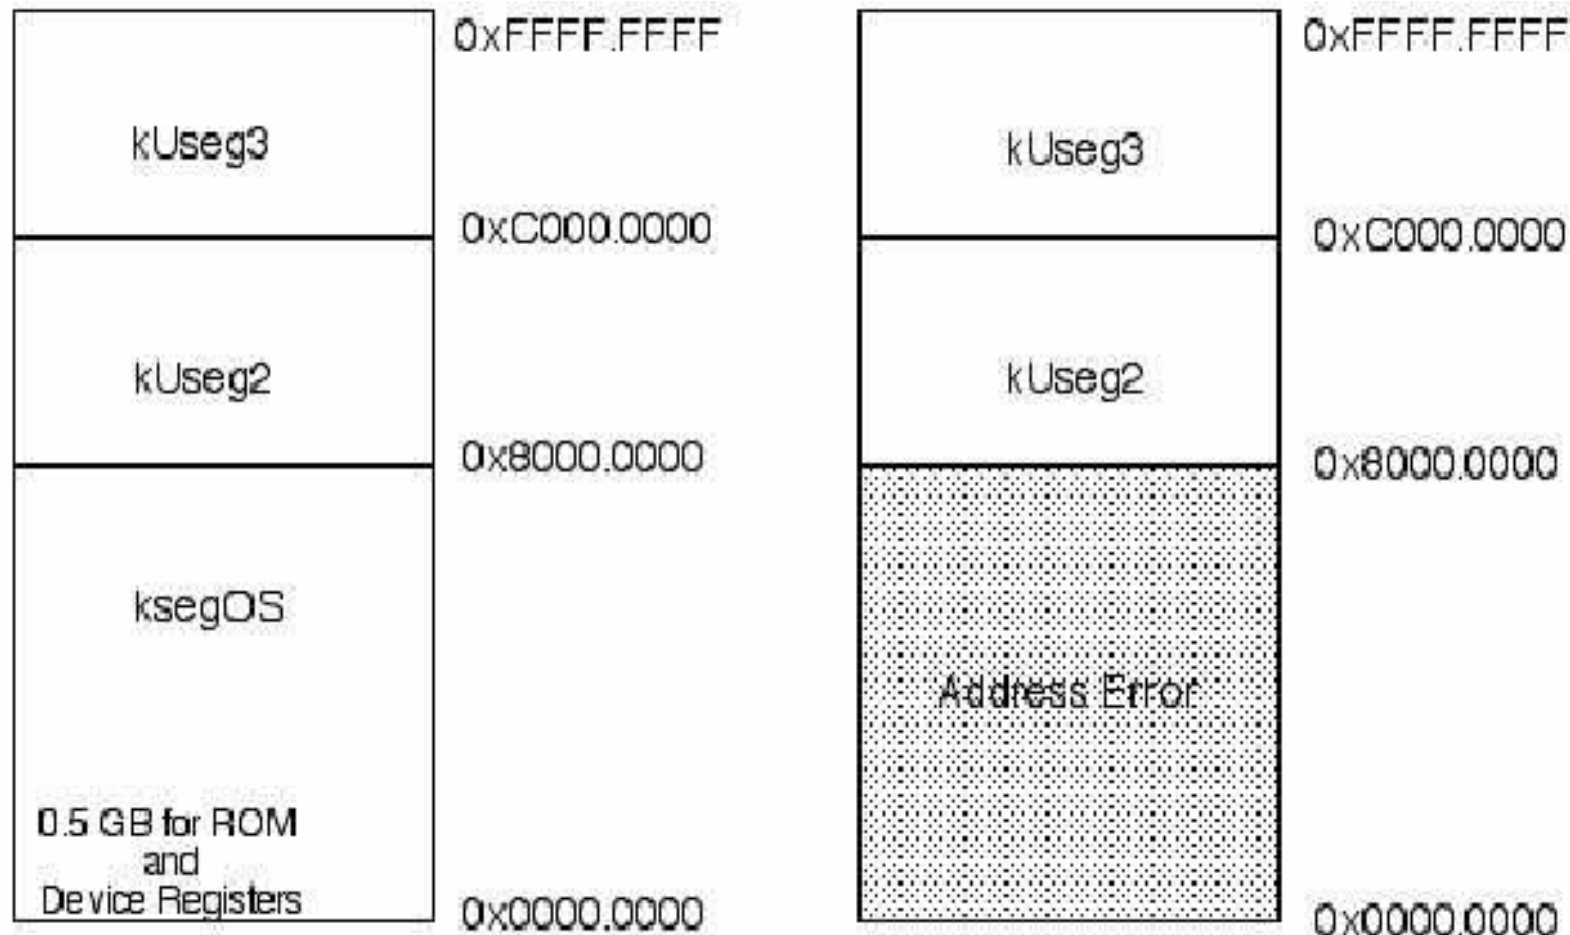 0xFFFF.FFFF
kUseg3
0xC000.0000
kUseg2
0x8000.0000
ksegOS
0.5 GB for ROM
and
Device Registers
0x0000.0000
0xFFFF.FFFF
kUseg3
0xC000.0000
kUseg2
0x8000.0000
Address Error
0x0000.0000